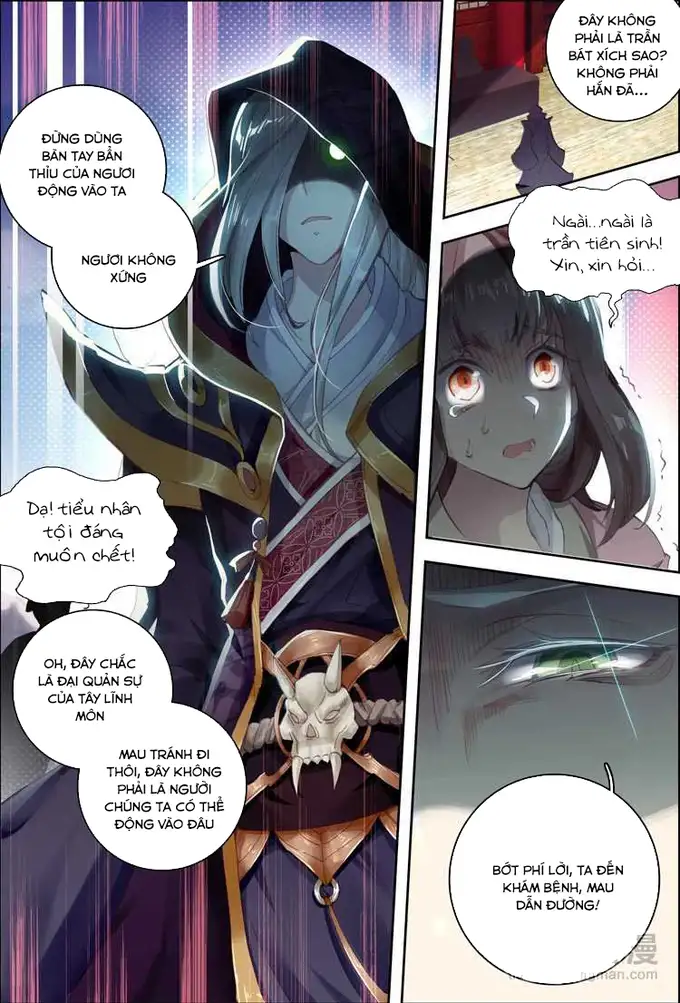 ĐỪNG DÙNG
BÀN TAY BẨN
THỈU CỦA NGƯƠI
ĐỘNG VÀO TA
NGƯƠI KHÔNG
XỨNG
Dạ! tiểu nhân
tội đáng
muôn chết!
OH, ĐÂY CHẮC
LÀ ĐẠI QUẢN SỰ
CỦA TÂY LĨNH
MÔN
MAU TRÁNH ĐI
THÔI, ĐÂY KHÔNG
PHẢI LÀ NGƯỜI
CHÚNG TA CÓ THỂ
ĐỘNG VÀO ĐÂU
ĐÂY KHÔNG
PHẢI LÀ TRẦN
BÁT XÍCH SAO?
KHÔNG PHẢI
HẮN ĐÃ...
Ngài...ngài là
trần tiên sinh!
Xin, xin hỏi...
BỚT PHÍ LỜI, TA ĐẾN
KHÁM BỆNH, MAU
DẪN ĐƯỜNG!
漫
ngman.com